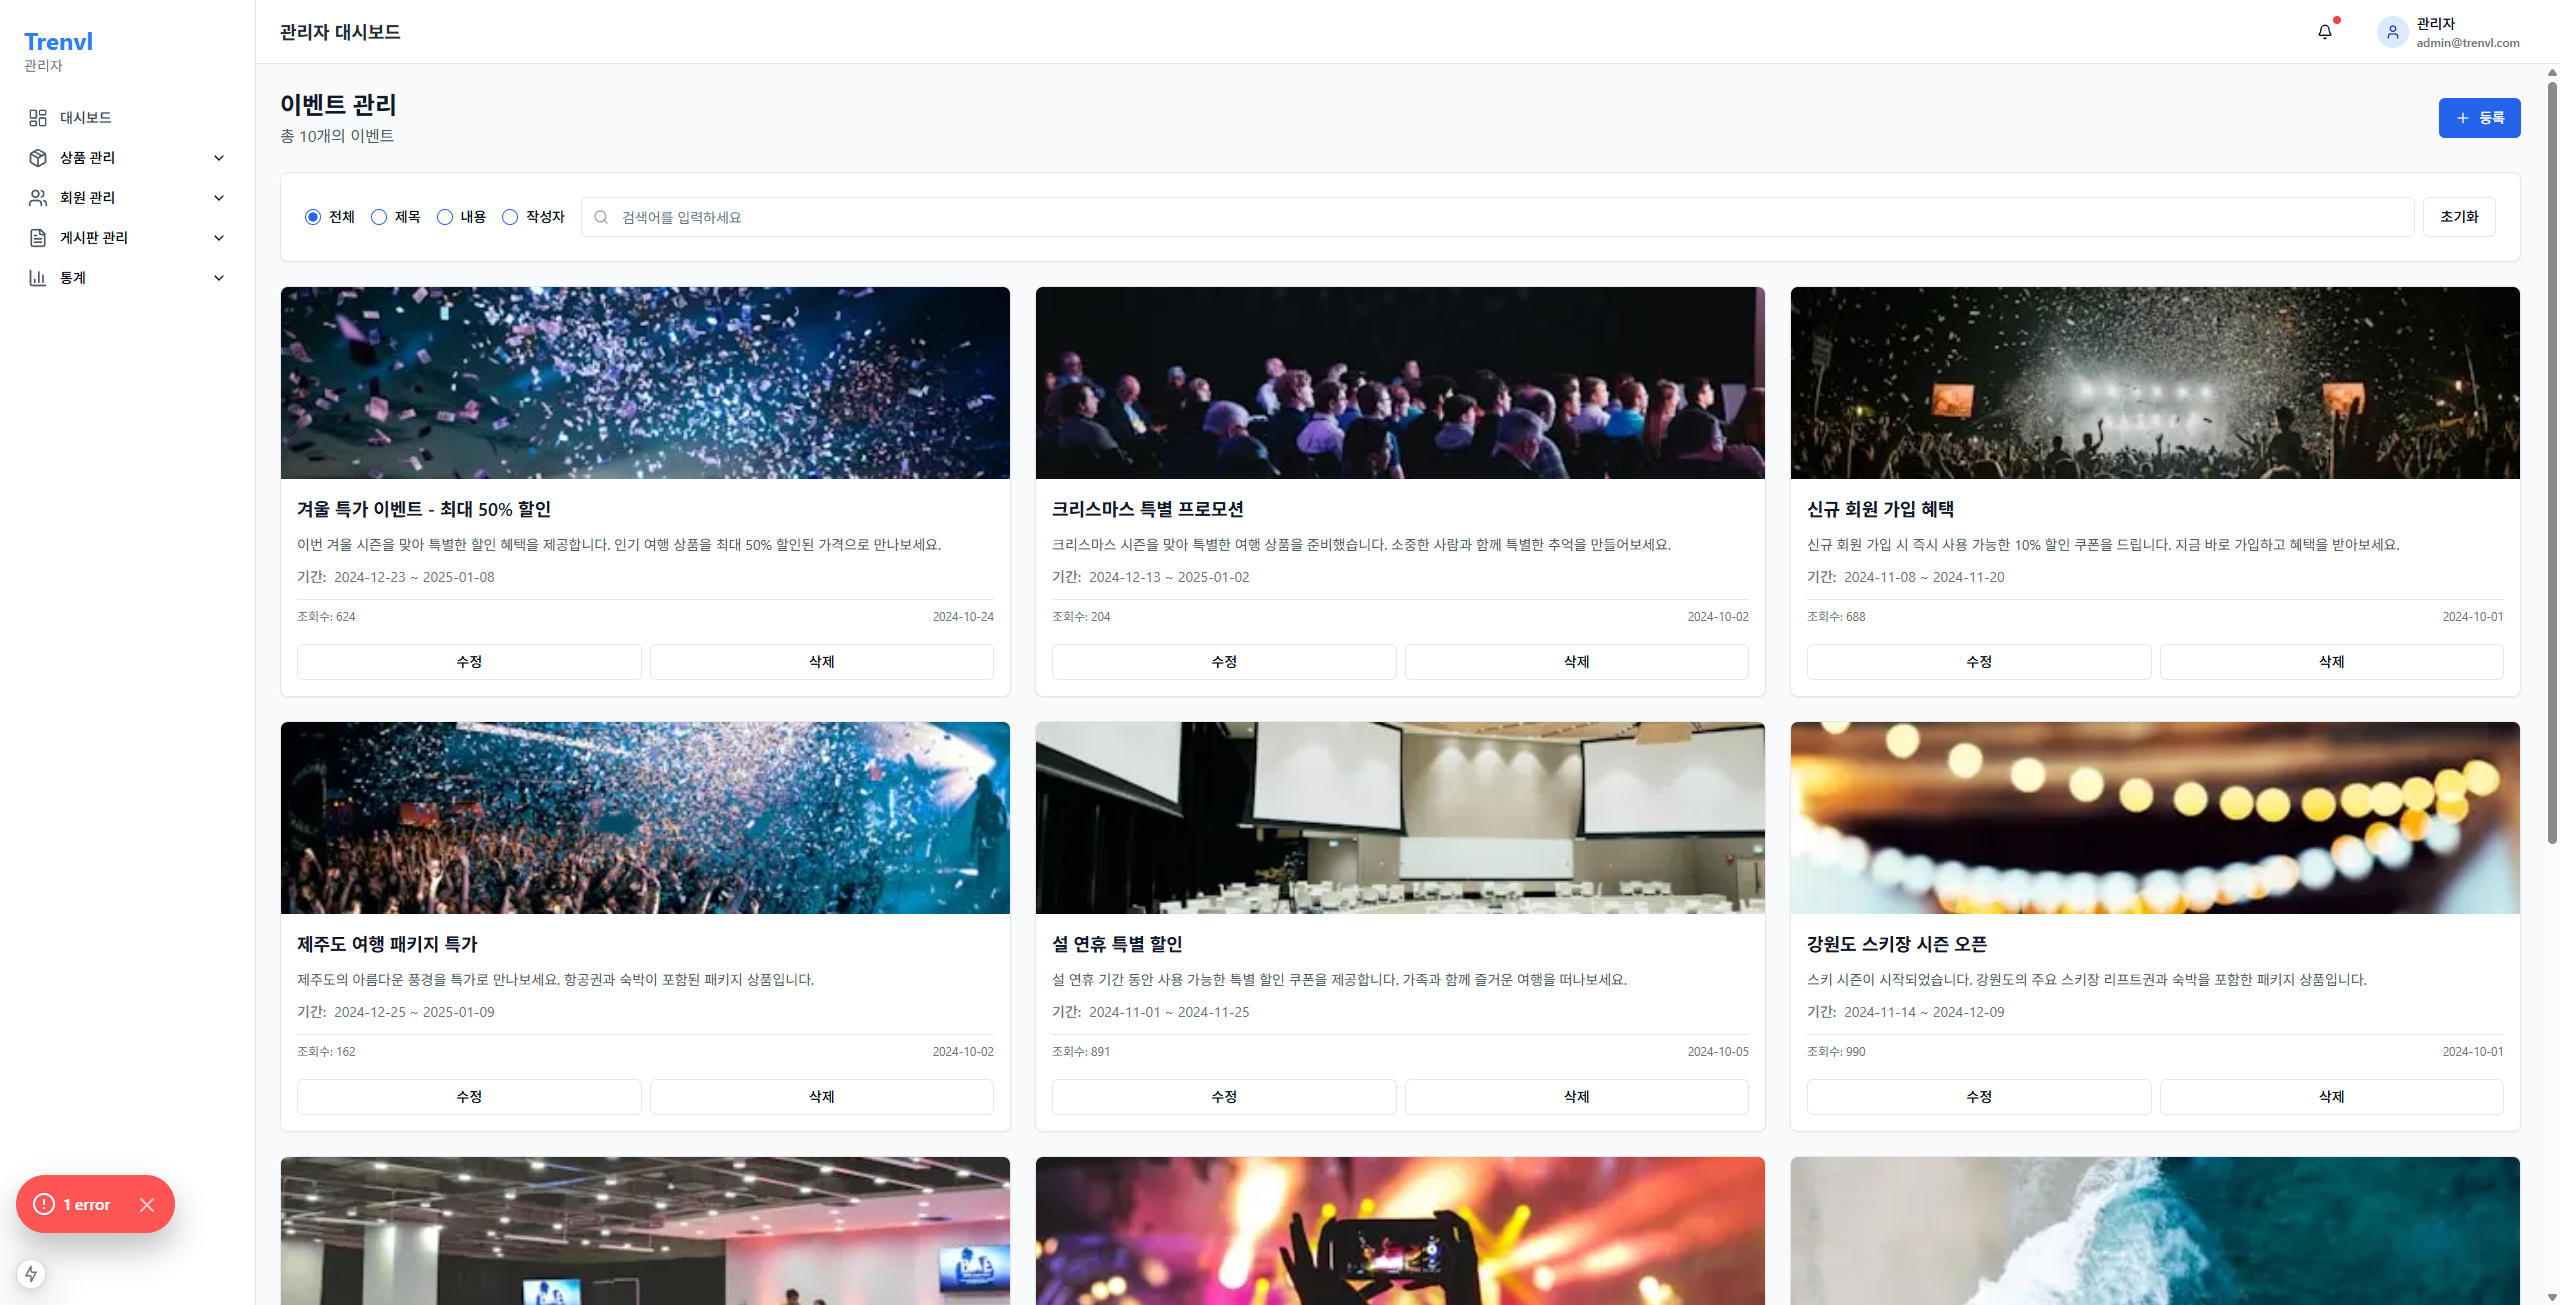 Trenvl
관리자
대시보드
상품 관리
회원 관리
게시판 관리
통계
1 error
관리자 대시보드
관리자
admin@trenvl.com
이벤트 관리
총 10개의 이벤트
등록
전체 제목 내용 작성자 검색어를 입력하세요 초기화
겨울 특가 이벤트 - 최대 50% 할인
이번 겨울 시즌을 맞아 특별한 할인 혜택을 제공합니다. 인기 여행 상품을 최대 50% 할인된 가격으로 만나보세요.
기간: 2024-12-23 ~ 2025-01-08
조회수: 624 2024-10-24
수정 삭제
크리스마스 특별 프로모션
크리스마스 시즌을 맞아 특별한 여행 상품을 준비했습니다. 소중한 사람과 함께 특별한 추억을 만들어보세요.
기간: 2024-12-13 ~ 2025-01-02
조회수: 204 2024-10-02
수정 삭제
신규 회원 가입 혜택
신규 회원 가입 시 즉시 사용 가능한 10% 할인 쿠폰을 드립니다. 지금 바로 가입하고 혜택을 받아보세요.
기간: 2024-11-08 ~ 2024-11-20
조회수: 688 2024-10-01
수정 삭제
제주도 여행 패키지 특가
제주도의 아름다운 풍경을 특가로 만나보세요. 항공권과 숙박이 포함된 패키지 상품입니다.
기간: 2024-12-25 ~ 2025-01-09
조회수: 162 2024-10-02
수정 삭제
설 연휴 특별 할인
설 연휴 기간 동안 사용 가능한 특별 할인 쿠폰을 제공합니다. 가족과 함께 즐거운 여행을 떠나보세요.
기간: 2024-11-01 ~ 2024-11-25
조회수: 891 2024-10-05
수정 삭제
강원도 스키장 시즌 오픈
스키 시즌이 시작되었습니다. 강원도의 주요 스키장 리프트권과 숙박을 포함한 패키지 상품입니다.
기간: 2024-11-14 ~ 2024-12-09
조회수: 990 2024-10-01
수정 삭제